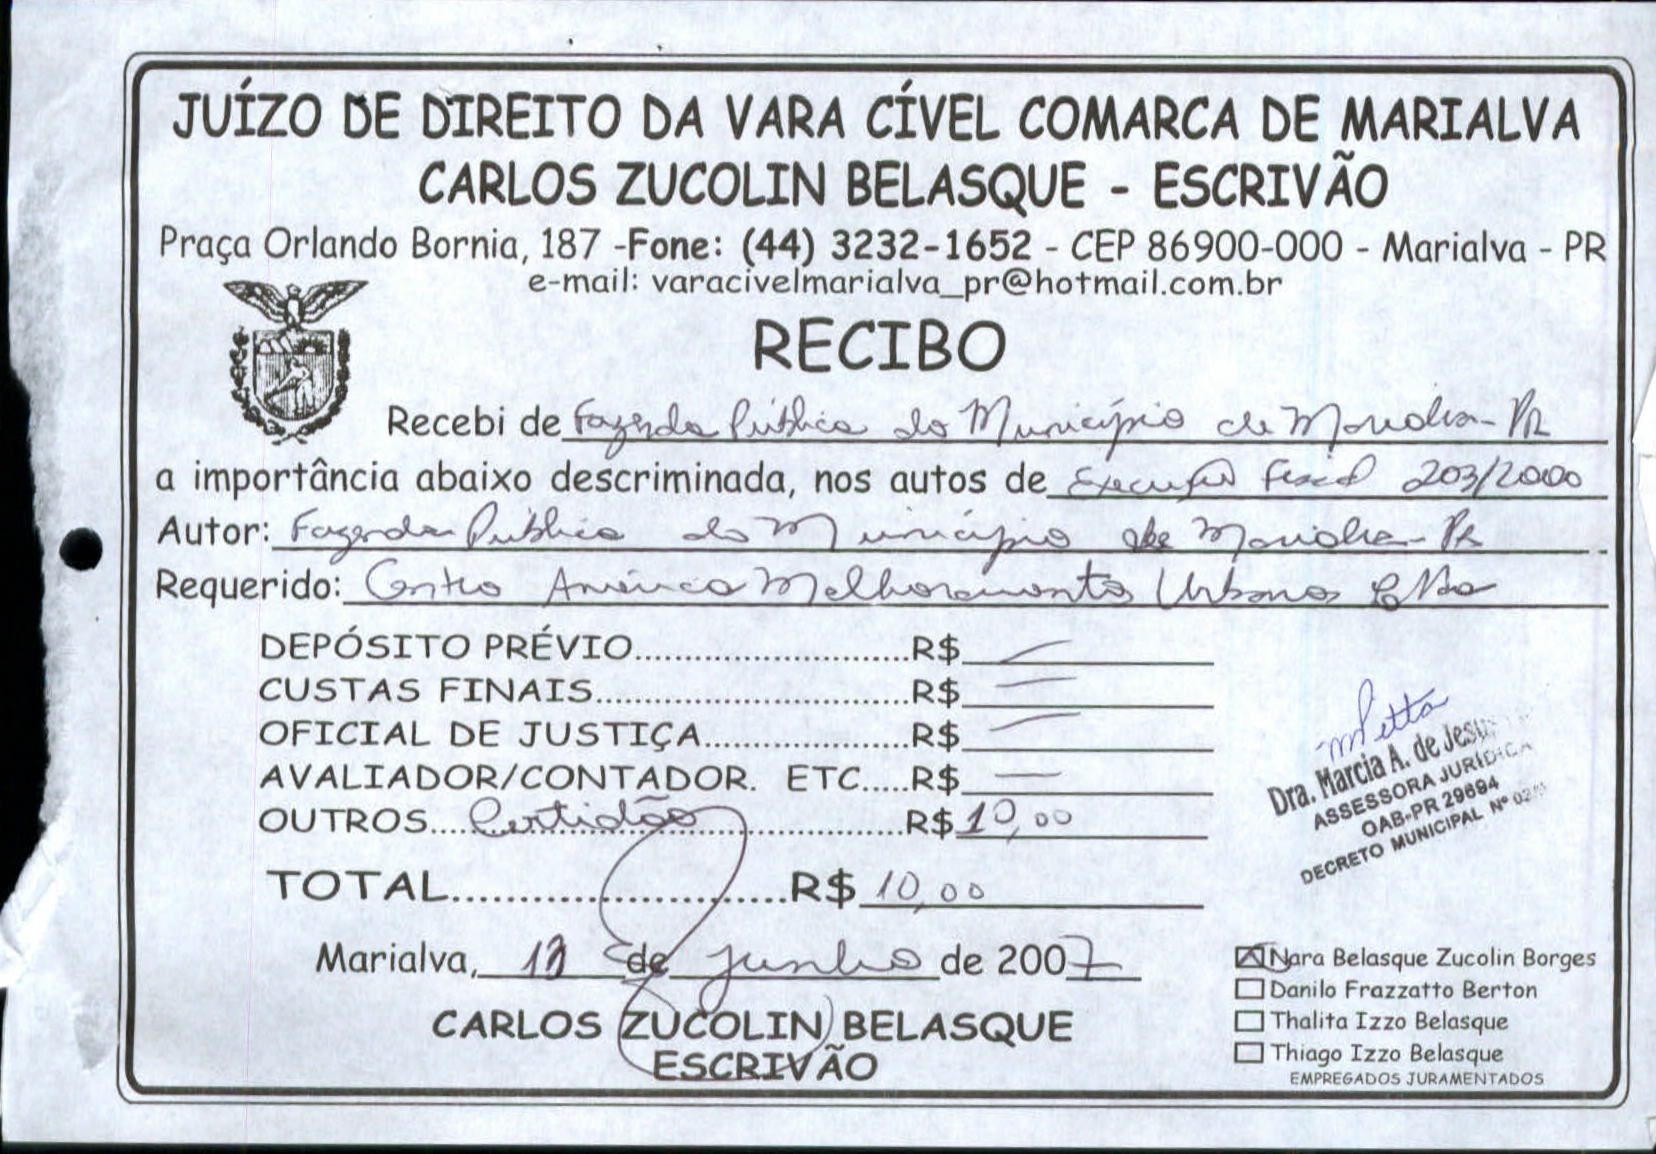 JUÍZO DE DIREITO DA VARA CÍVEL COMARCA DE MARIALVA
CARLOS ZUCOLIN BELASQUE - ESCRIVÃO
Praça Orlando Bornia, 187 -Fone: (44) 3232-1652 - CEP 86900-000 - Marialva - PR
e-mail: varacivelmarialva_pr@hotmail.com.br
RECIBO
Recebi de Fazenda Pública do Município de Marialva-PR
a importância abaixo descriminada, nos autos de Execução Fiscal 203/2000
Autor: Fazenda Pública do Município de Marialva-PR
Requerido: Centro América Melhoramentos Urbanos Ltda
DEPÓSITO PRÉVIO..............................R$ —
CUSTAS FINAIS...................................R$ —
OFICIAL DE JUSTIÇA......................R$ —
AVALIADOR/CONTADOR. ETC.....R$ —
OUTROS.... Certidão ......................R$ 10,00
TOTAL..............................R$ 10,00
Marialva, de junho de 2007
CARLOS ZUCOLIN BELASQUE
ESCRIVÃO
Dra. Marcia A. de
ASSESSORA JURÍDICA
OAB-PR 29694
DECRETO MUNICIPAL Nº
☒ Nara Belasque Zucolin Borges
☐ Danilo Frazzatto Berton
☐ Thalita Izzo Belasque
☐ Thiago Izzo Belasque
EMPREGADOS JURAMENTADOS